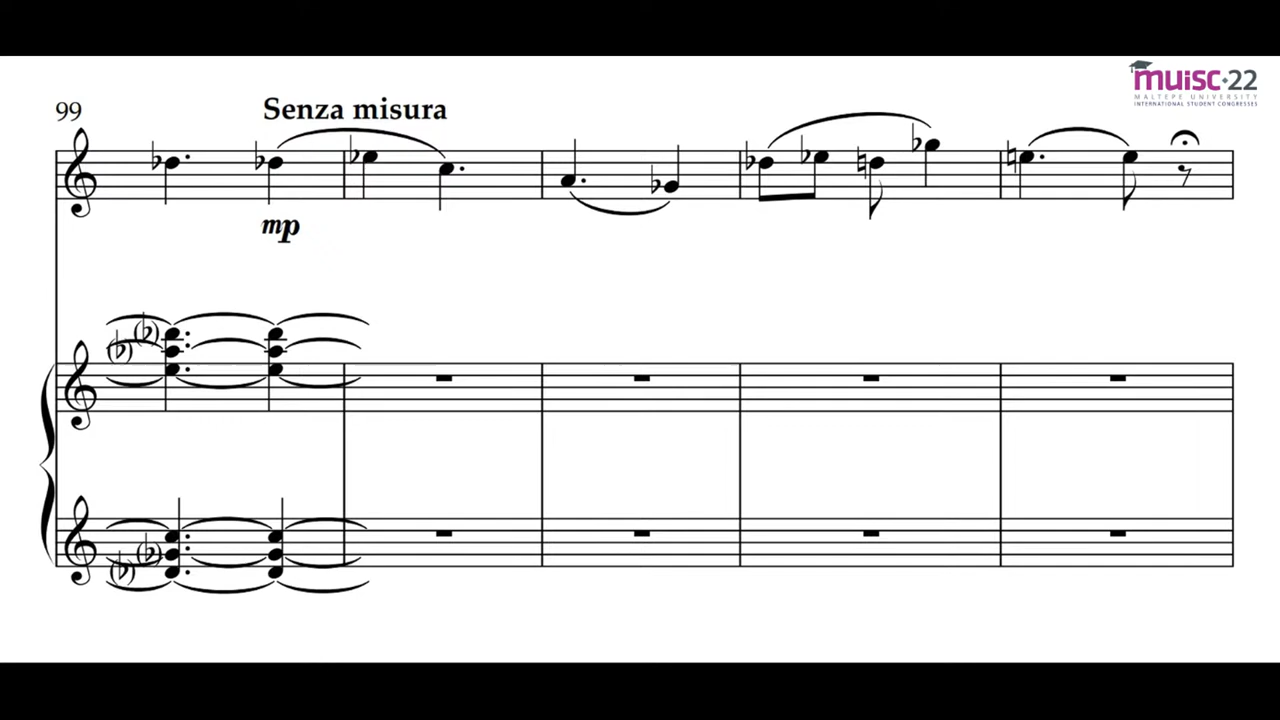 muisc·22
MALTEPE UNIVERSITY
INTERNATIONAL STUDENT CONGRESSES
99
Senza misura
mp